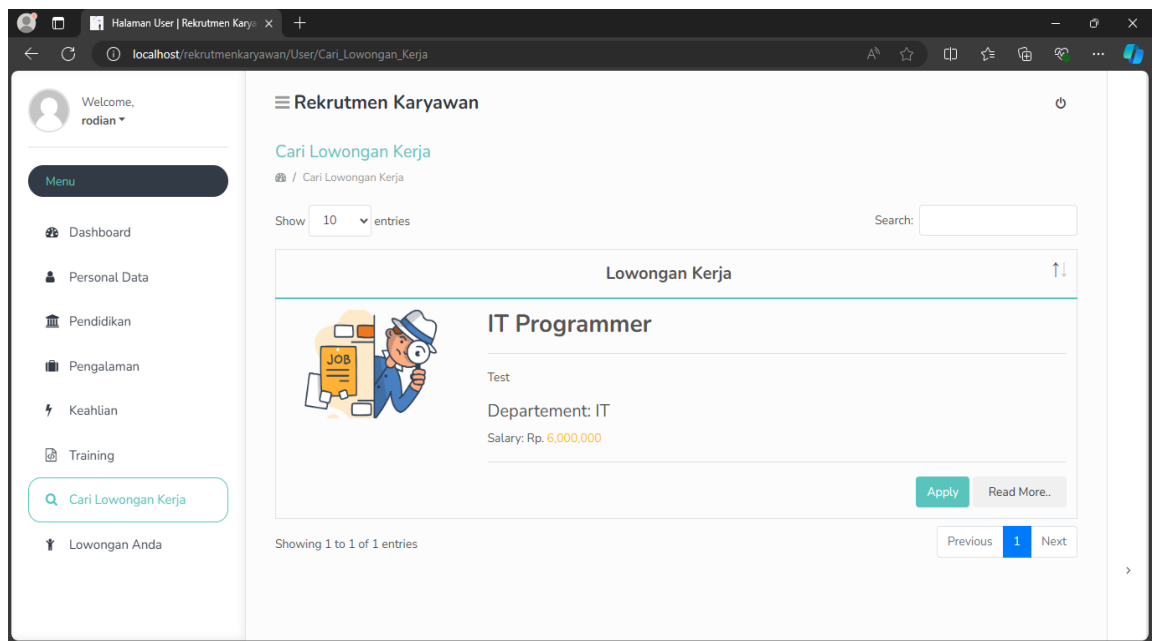 Halaman User | Rekrutmen Karya
localhost/rekrutmenkaryawan/User/Cari_Lowongan_Kerja
Welcome,
rodian
Menu
Dashboard
Personal Data
Pendidikan
Pengalaman
Keahlian
Training
Cari Lowongan Kerja
Lowongan Anda
Rekrutmen Karyawan
Cari Lowongan Kerja
/ Cari Lowongan Kerja
Show 10 entries
Search:
Lowongan Kerja
JOB
IT Programmer
Test
Departement: IT
Salary: Rp. 6,000,000
Apply Read More..
Showing 1 to 1 of 1 entries
Previous 1 Next